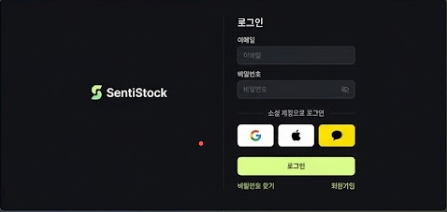 SentiStock
로그인
이메일
이메일
비밀번호
비밀번호
소셜 계정으로 로그인
로그인
비밀번호 찾기
회원가입